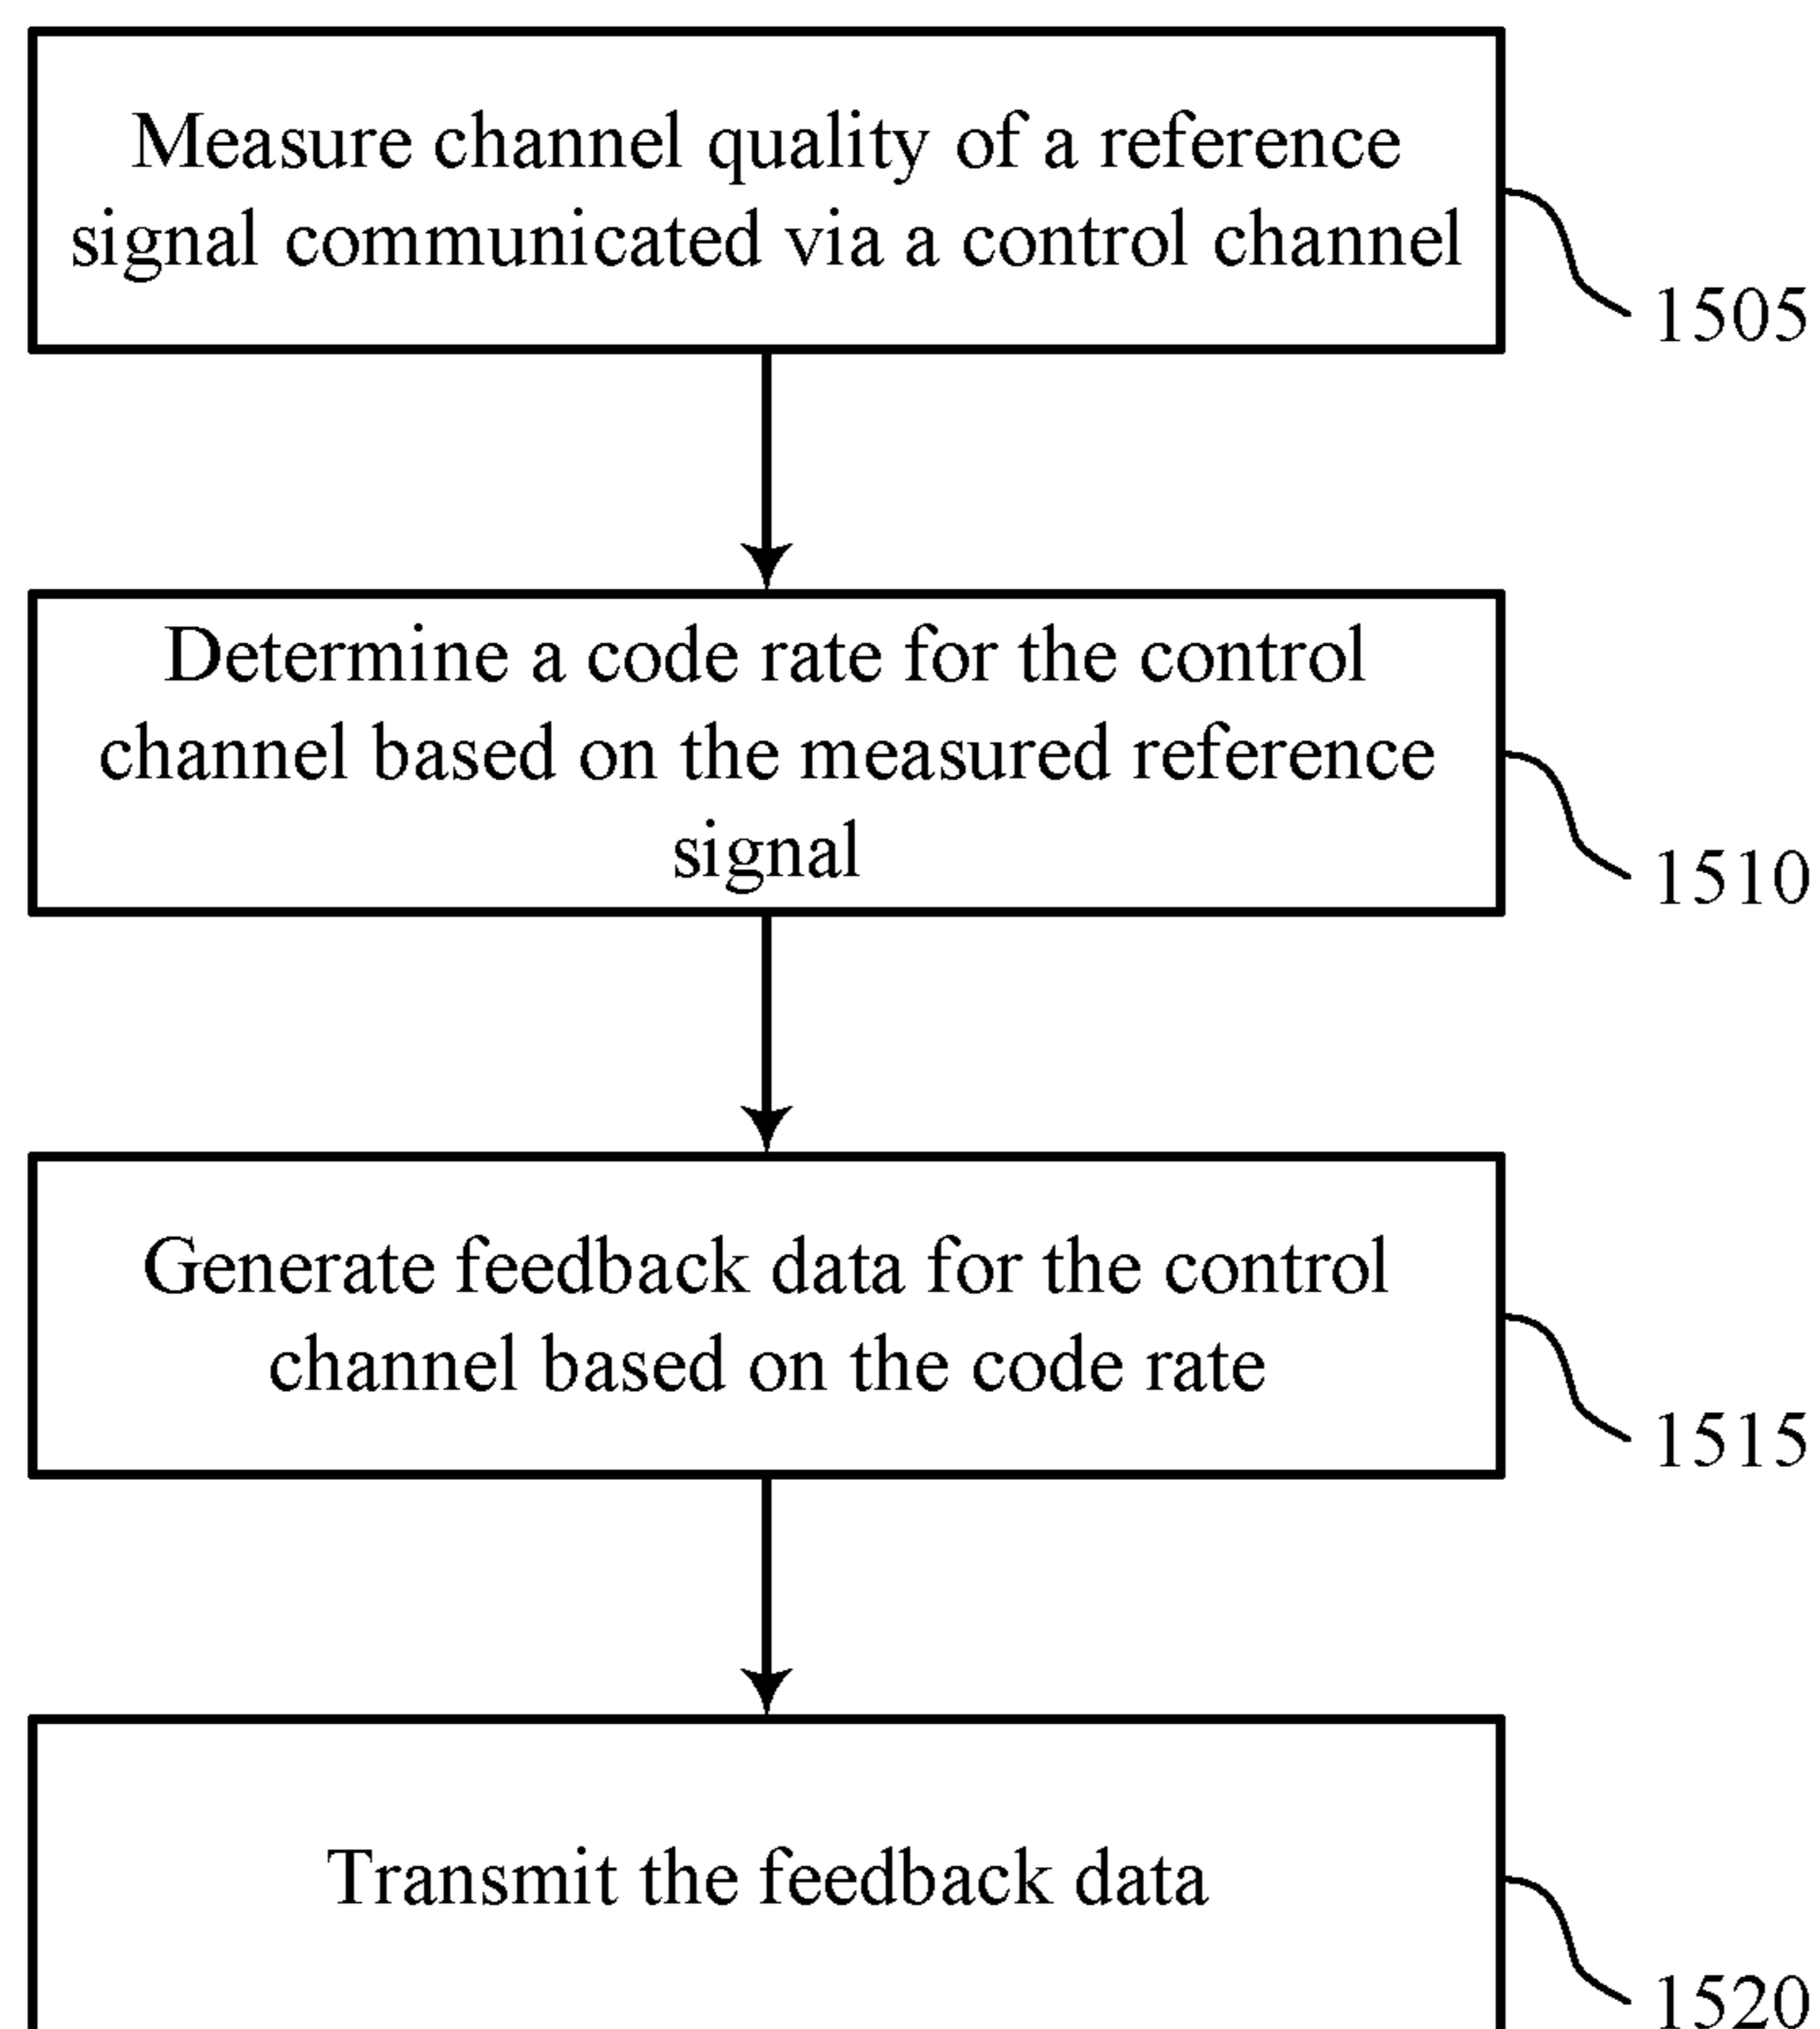 Measure channel quality of a reference
signal communicated via a control channel
1505
Determine a code rate for the control
channel based on the measured reference
signal
1510
Generate feedback data for the control
channel based on the code rate
1515
Transmit the feedback data
1520